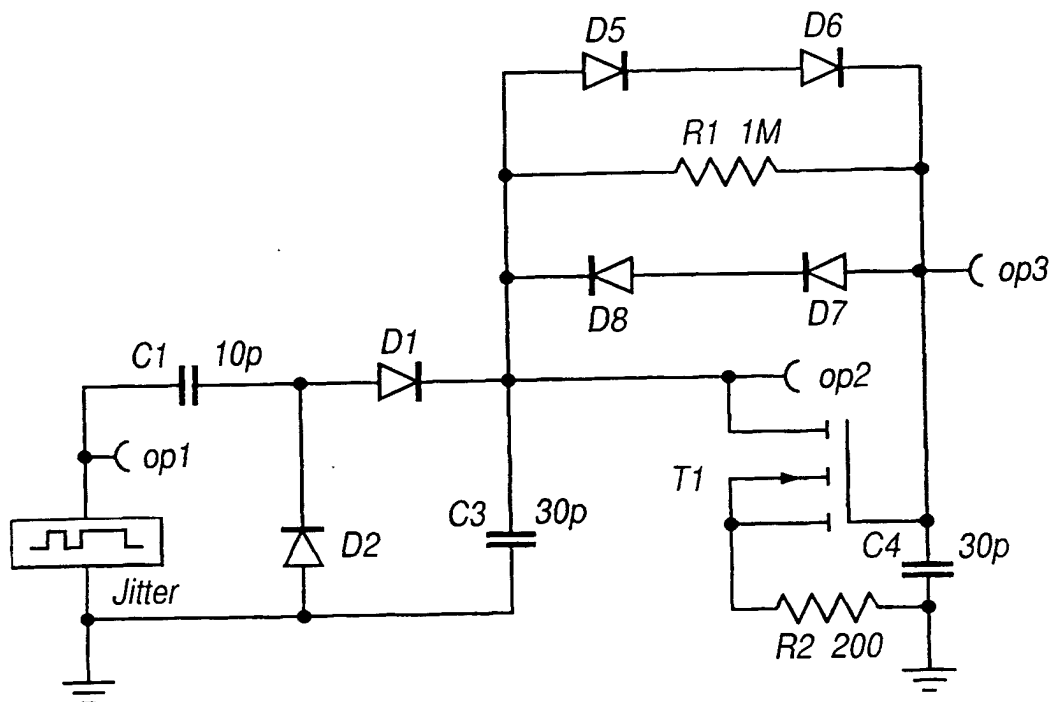 D5
D6
R1 1M
D8
D7
op3
C1 10p
D1
op2
op1
T1
C3 30p
D2
C4 30p
Jitter
R2 200